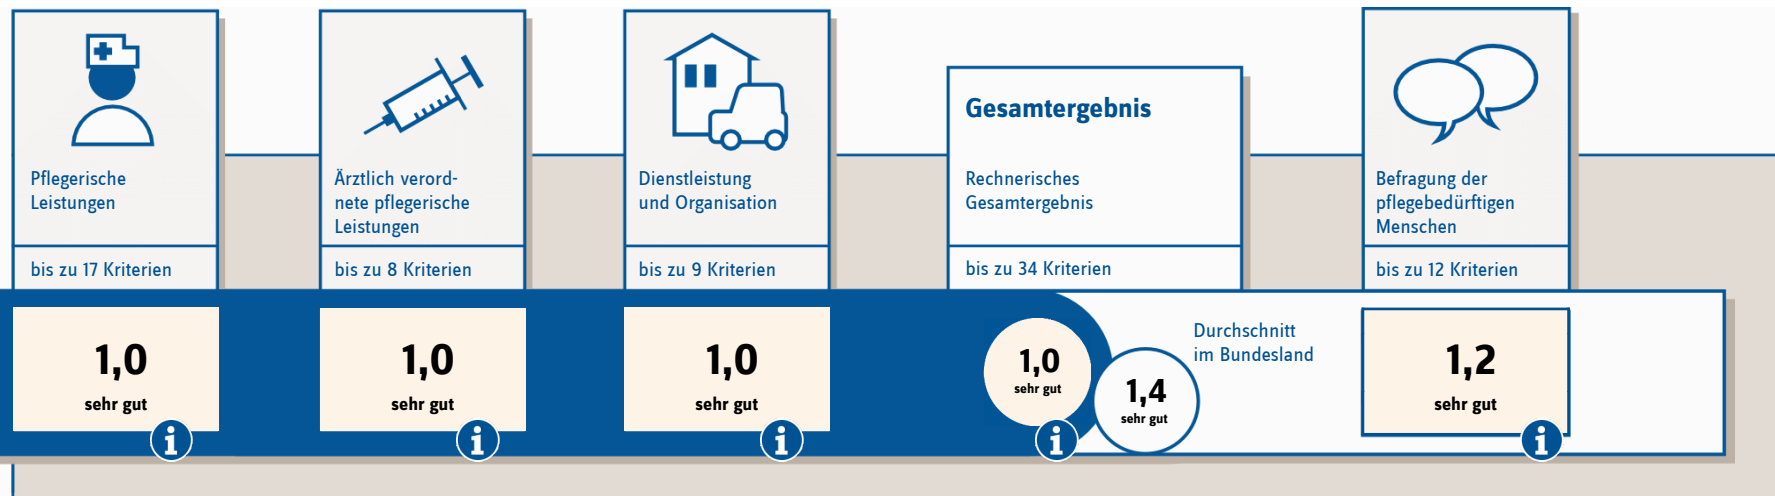 Pflegerische
Leistungen
bis zu 17 Kriterien
1,0
sehr gut
i
Ärztlich verord-
nete pflegerische
Leistungen
bis zu 8 Kriterien
1,0
sehr gut
i
Dienstleistung
und Organisation
bis zu 9 Kriterien
1,0
sehr gut
i
Gesamtergebnis
Rechnerisches
Gesamtergebnis
bis zu 34 Kriterien
1,0
sehr gut
i
1,4
sehr gut
Durchschnitt
im Bundesland
Befragung der
pflegebedürftigen
Menschen
bis zu 12 Kriterien
1,2
sehr gut
i